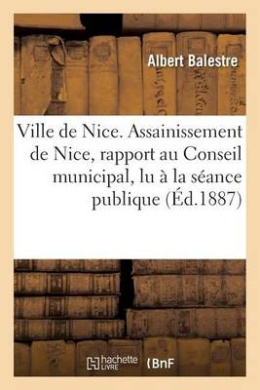 Albert Balestre
Ville de Nice. Assainissement de Nice, rapport au Conseil municipal, lu à la séance publique (Éd.1887)
hachette
LIVRE
{BnF